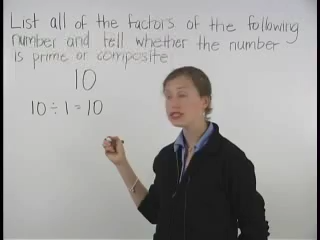 List all of the factors of the following
number and tell whether the number
is prime or composite
10
10 ÷ 1 = 10